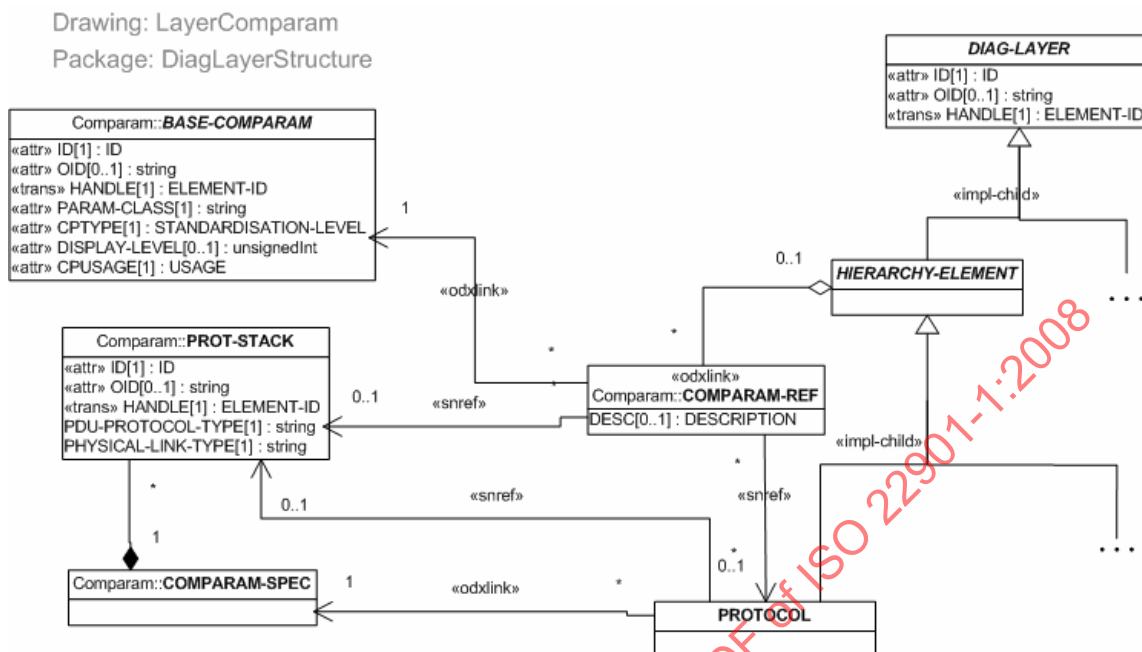 Drawing: LayerComparam
Package: DiagLayerStructure
DIAG-LAYER
«attr» ID[1] : ID
«attr» OID[0..1] : string
«trans» HANDLE[1] : ELEMENT-ID
Comparam::BASE-COMPARAM
«attr» ID[1] : ID
«attr» OID[0..1] : string
«trans» HANDLE[1] : ELEMENT-ID
«attr» PARAM-CLASS[1] : string
«attr» CPTYPE[1] : STANDARDISATION-LEVEL
«attr» DISPLAY-LEVEL[0..1] : unsignedInt
«attr» CPUSAGE[1] : USAGE
1
«impl-child»
0..1
HIERARCHY-ELEMENT
...
«odxlink»
*
*
*
Comparam::PROT-STACK
«attr» ID[1] : ID
«attr» OID[0..1] : string
«trans» HANDLE[1] : ELEMENT-ID
PDU-PROTOCOL-TYPE[1] : string
PHYSICAL-LINK-TYPE[1] : string
0..1
«snref»
«odxlink»
Comparam::COMPARAM-REF
DESC[0..1] : DESCRIPTION
«impl-child»
*
*
«snref»
0..1
«snref»
1
*
0..1
...
Comparam::COMPARAM-SPEC
1
«odxlink»
*
PROTOCOL
DF of ISO 22901-1:2008